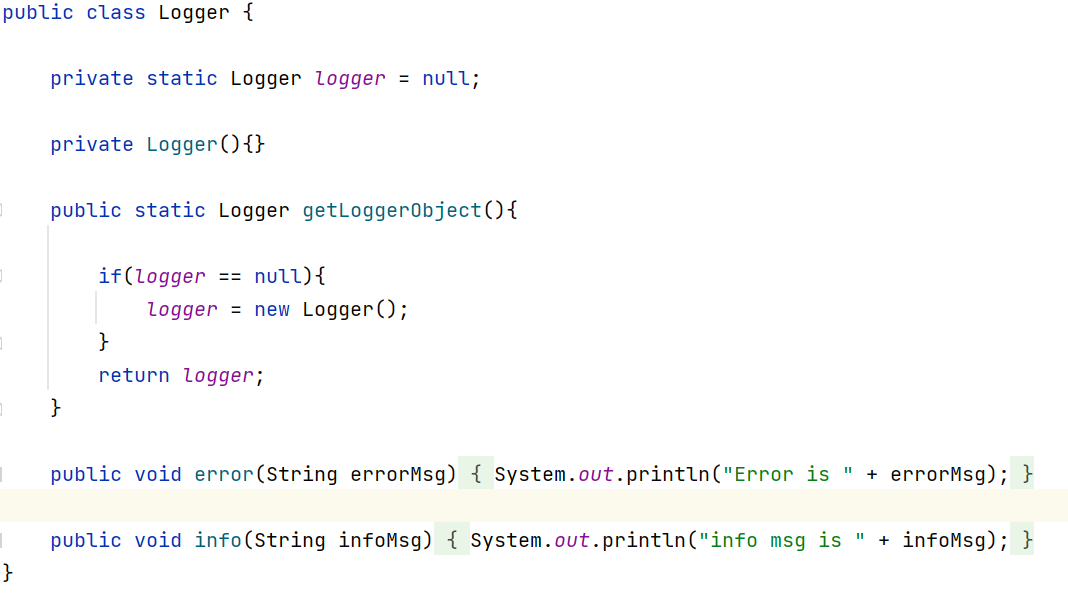 public class Logger {
private static Logger logger = null;
private Logger(){}
public static Logger getLoggerObject(){
if(logger == null){
logger = new Logger();
}
return logger;
}
public void error(String errorMsg) { System.out.println("Error is " + errorMsg); }
public void info(String infoMsg) { System.out.println("info msg is " + infoMsg); }
}